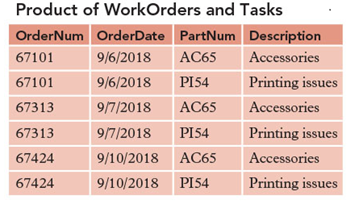 Product of WorkOrders and Tasks
OrderNum OrderDate PartNum Description
67101 9/6/2018 AC65 Accessories
67101 9/6/2018 PI54 Printing issues
67313 9/7/2018 AC65 Accessories
67313 9/7/2018 PI54 Printing issues
67424 9/10/2018 AC65 Accessories
67424 9/10/2018 PI54 Printing issues